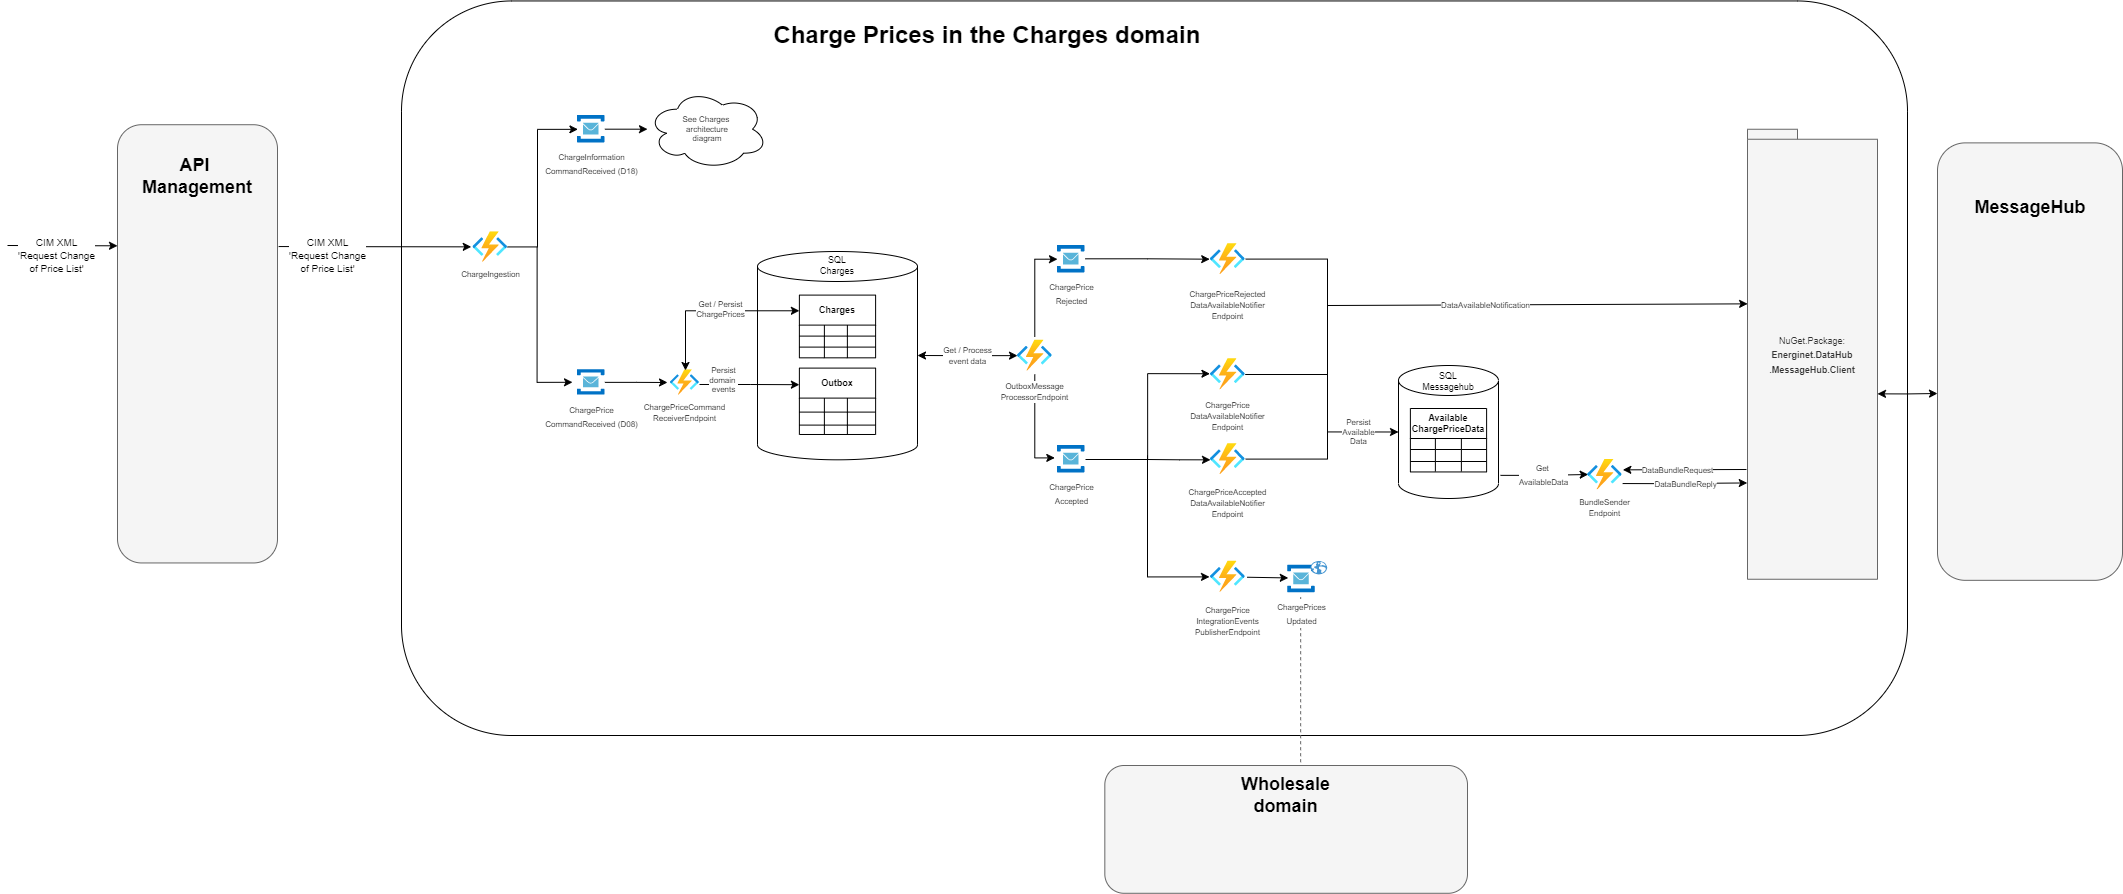 Charge Prices in the Charges domain
API
Management
CIM XML
'Request Change
of Price List'
CIM XML
'Request Change
of Price List'
ChargeIngestion
ChargeInformation
CommandReceived (D18)
See Charges
architecture
diagram
ChargePrice
CommandReceived (D08)
Get / Persist
ChargePrices
ChargePriceCommand
ReceiverEndpoint
Persist
domain
events
SQL
Charges
Charges
Outbox
Get / Process
event data
OutboxMessage
ProcessorEndpoint
ChargePrice
Rejected
ChargePrice
Accepted
ChargePriceRejected
DataAvailableNotifier
Endpoint
ChargePrice
DataAvailableNotifier
Endpoint
ChargePriceAccepted
DataAvailableNotifier
Endpoint
ChargePrice
IntegrationEvents
PublisherEndpoint
ChargePrices
Updated
DataAvailableNotification
Persist
Available
Data
SQL
Messagehub
Available
ChargePriceData
Get
AvailableData
BundleSender
Endpoint
DataBundleRequest
DataBundleReply
NuGet.Package:
Energinet.DataHub
.MessageHub.Client
MessageHub
Wholesale
domain